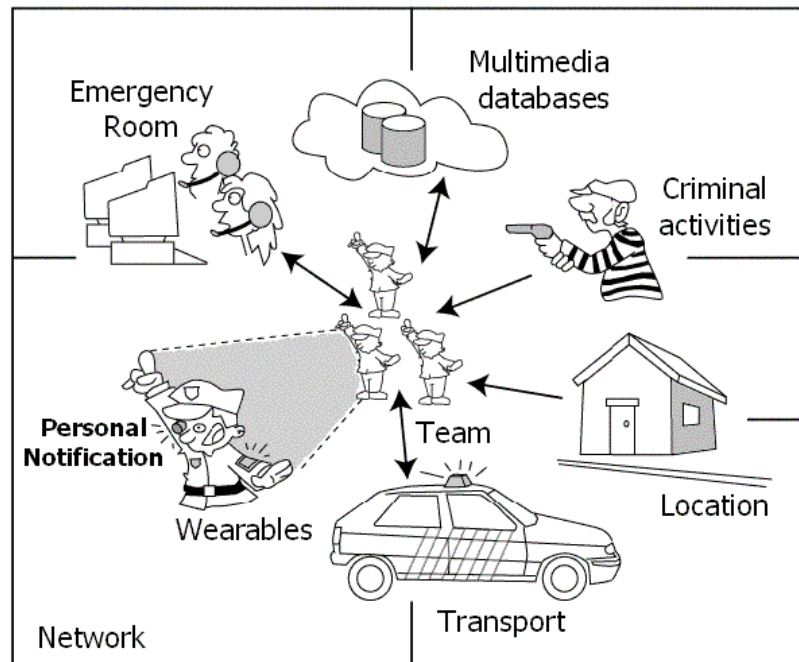 Multimedia
databases
Emergency
Room
Criminal
activities
Personal
Notification
Team
Wearables
Location
Transport
Network